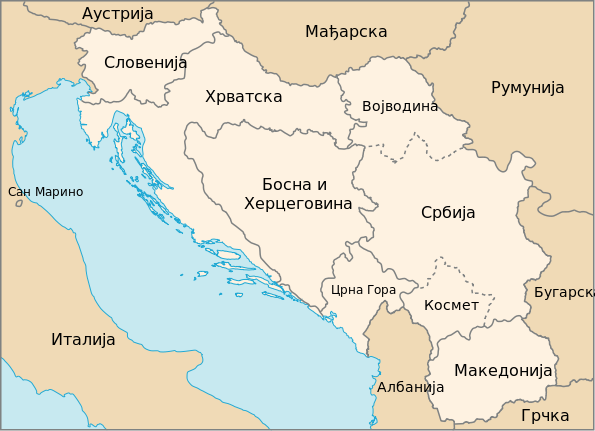 Аустрија
Мађарска
Словенија
Румунија
Хрватска
Војводина
Сан Марино
Босна и
Херцеговина
Србија
Црна Гора
Бугарска
Космет
Италија
Македонија
Албанија
Грчка